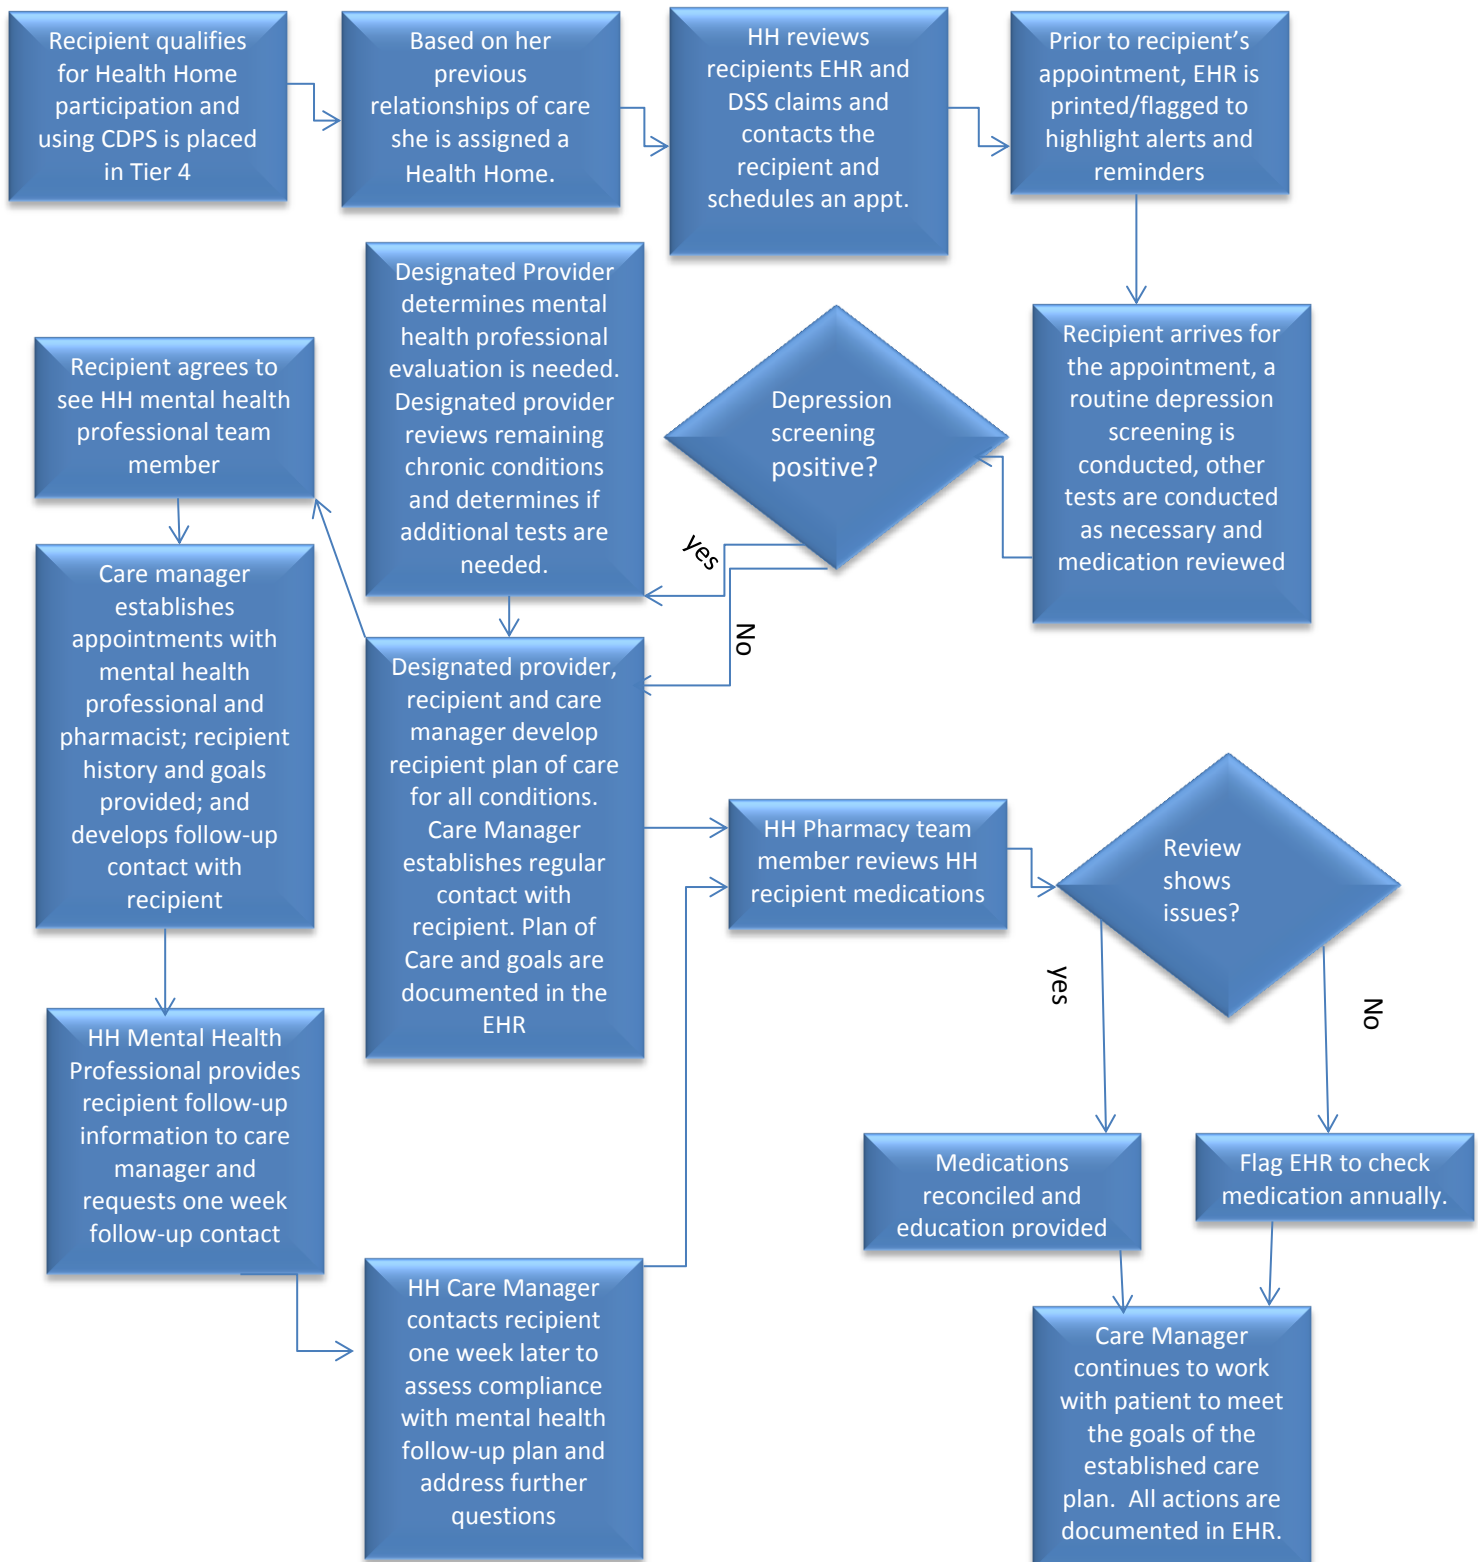 Recipient qualifies
for Health Home
participation and
using CDPS is placed
in Tier 4
Based on her
previous
relationships of care
she is assigned a
Health Home.
HH reviews
recipients EHR and
DSS claims and
contacts the
recipient and
schedules an appt.
Prior to recipient's
appointment, EHR is
printed/flagged to
highlight alerts and
reminders
Recipient arrives for
the appointment, a
routine depression
screening is
conducted, other
tests are conducted
as necessary and
medication reviewed
Depression
screening
positive?
yes
No
Designated Provider
determines mental
health professional
evaluation is needed.
Designated provider
reviews remaining
chronic conditions
and determines if
additional tests are
needed.
Designated provider,
recipient and care
manager develop
recipient plan of care
for all conditions.
Care Manager
establishes regular
contact with
recipient. Plan of
Care and goals are
documented in the
EHR
Recipient agrees to
see HH mental health
professional team
member
Care manager
establishes
appointments with
mental health
professional and
pharmacist; recipient
history and goals
provided; and
develops follow-up
contact with
recipient
HH Mental Health
Professional provides
recipient follow-up
information to care
manager and
requests one week
follow-up contact
HH Care Manager
contacts recipient
one week later to
assess compliance
with mental health
follow-up plan and
address further
questions
HH Pharmacy team
member reviews HH
recipient medications
Review
shows
issues?
yes
No
Medications
reconciled and
education provided
Flag EHR to check
medication annually.
Care Manager
continues to work
with patient to meet
the goals of the
established care
plan.  All actions are
documented in EHR.